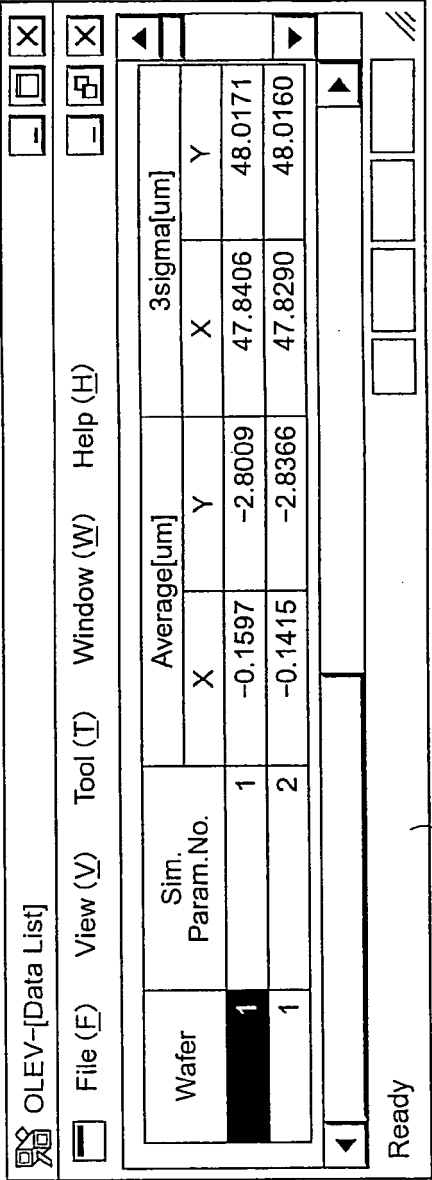 OLEV-[Data List]
File (F) View (V) Tool (T) Window (W) Help (H)
Wafer Sim. Param.No. Average[um] 3sigma[um]
X Y X Y
1 1 −0.1597 −2.8009 47.8406 48.0171
1 2 −0.1415 −2.8366 47.8290 48.0160
Ready